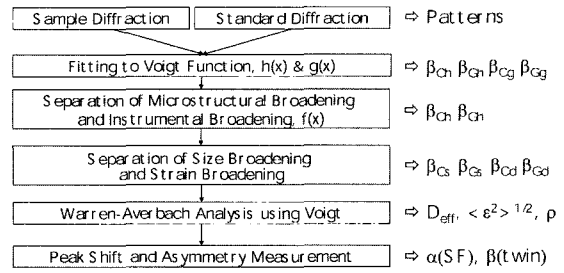 Sample Diffraction Standard Diffraction ⇨ Patterns
Fitting to Voigt Function, h(x) & g(x) ⇨ βCh βGh βCg βGg
Separation of Microstructural Broadening
and Instrumental Broadening, f(x) ⇨ βCh βGh
Separation of Size Broadening
and Strain Broadening ⇨ βCs βGs βCd βGd
Warren-Averbach Analysis using Voigt ⇨ Deff, < ε² > 1/2, ρ
Peak Shift and Asymmetry Measurement ⇨ α(SF), β(twin)